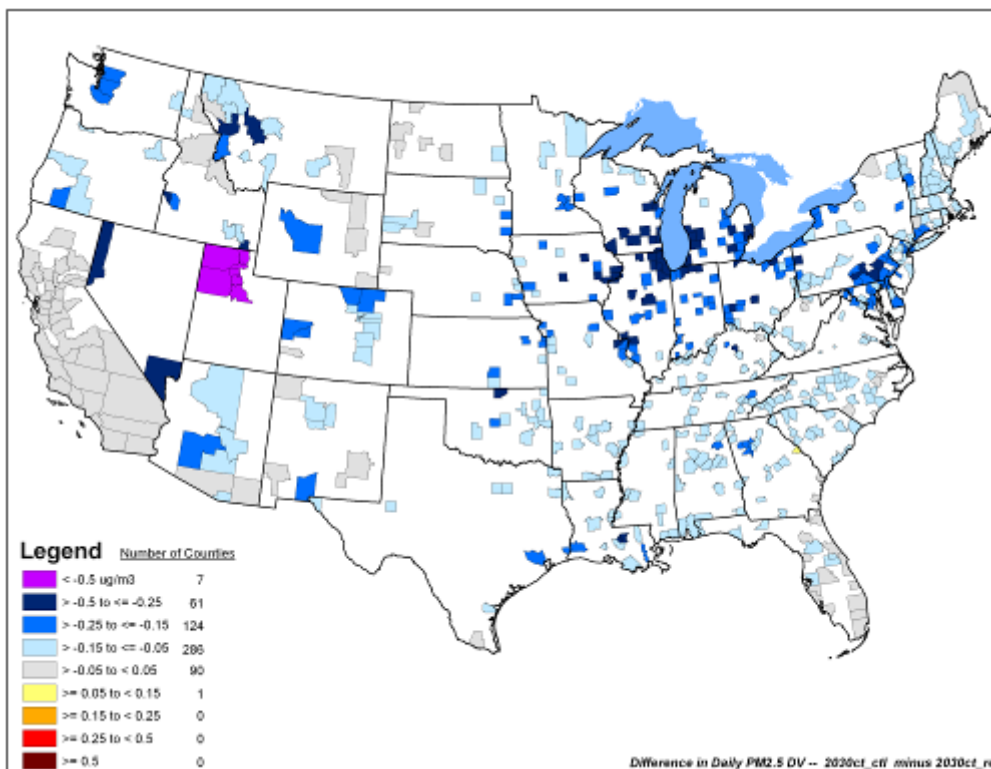 Legend Number of Counties
< -0.5 ug/m3 7
> -0.5 to <= -0.25 61
> -0.25 to <= -0.15 124
> -0.15 to <= -0.05 286
> -0.05 to < 0.05 90
>= 0.05 to < 0.15 1
>= 0.15 to < 0.25 0
>= 0.25 to < 0.5 0
>= 0.5 0
Difference in Daily PM2.5 DV -- 2030ct_ctl minus 2030ct_re